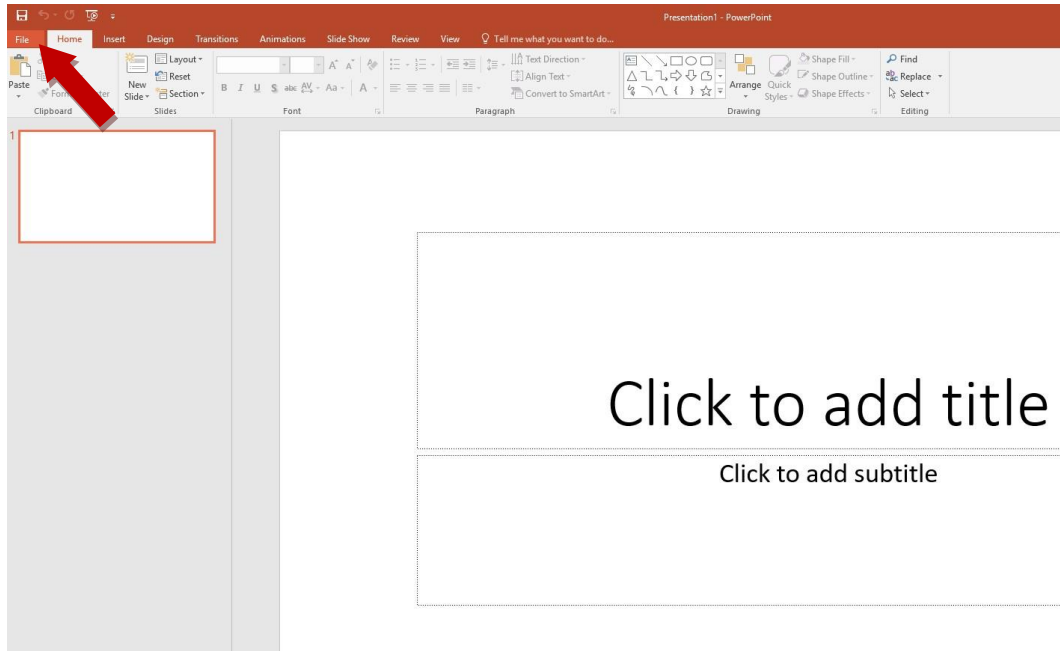 Presentation1 - PowerPoint
File Home Insert Design Transitions Animations Slide Show Review View Tell me what you want to do...
Paste
Clipboard
New Slide
Layout
Reset
Section
Slides
B I U S abc AV Aa A
Font
Text Direction
Align Text
Convert to SmartArt
Paragraph
Arrange
Quick Styles
Shape Fill
Shape Outline
Shape Effects
Drawing
Find
Replace
Select
Editing
1
Click to add title
Click to add subtitle